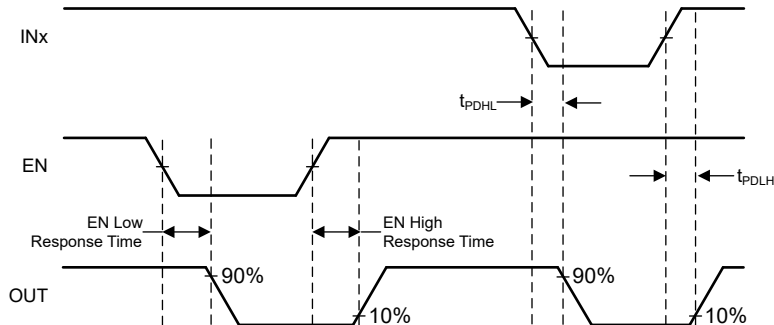 INx
tPDHL
EN
tPDLH
EN Low
Response Time
EN High
Response Time
90%
90%
OUT
10%
10%